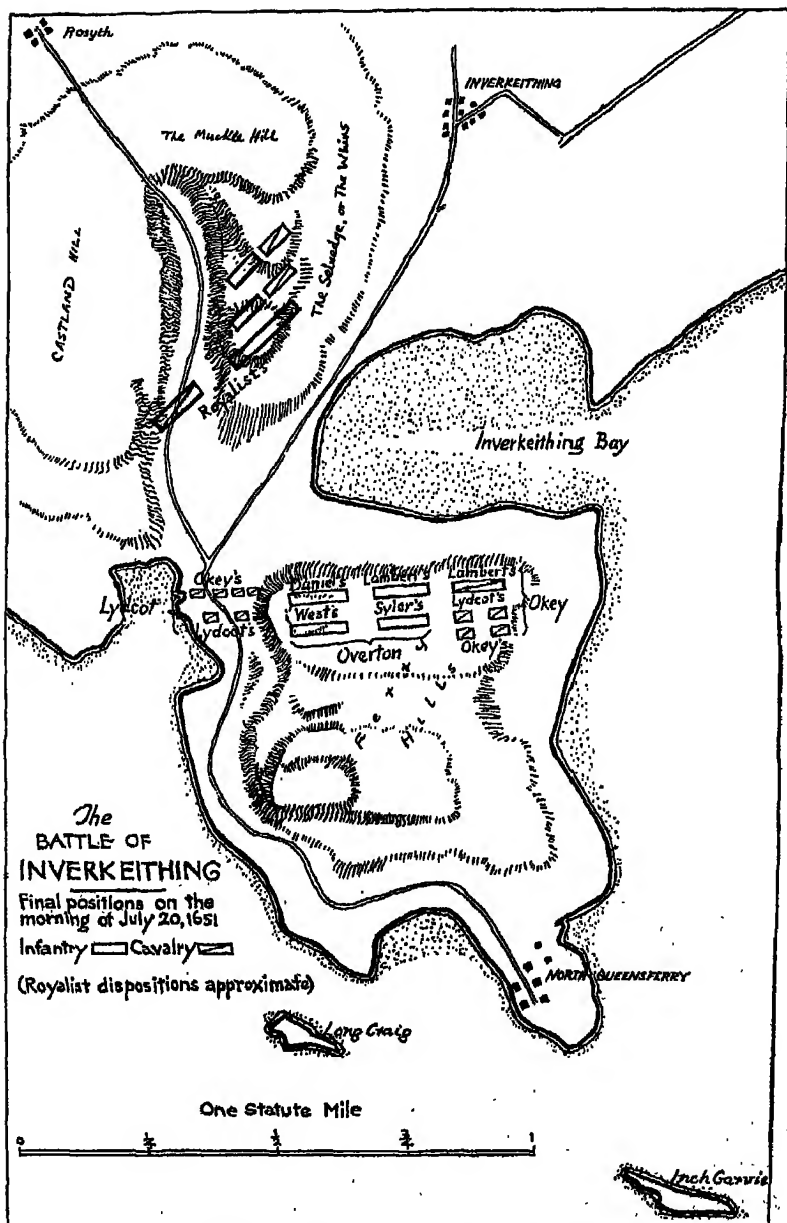 Rosyth
INVERKEITHING
The Muckle Hill
The Selvadge, or The Whins
CASTLAND HILL
Royalists
Inverkeithing Bay
Okey's
Daniel's Lambert's Lambert's
Lydcot
West's Syler's Lydcot's Okey
Lydcot's
Overton Okey's
Ferry Hills
The
BATTLE OF
INVERKEITHING
Final positions on the
morning of July 20, 1651
Infantry Cavalry
(Royalist dispositions approximate)
NORTH QUEENSFERRY
Long Craig
One Statute Mile
0 ¼ ½ ¾ 1
Inch Garvie